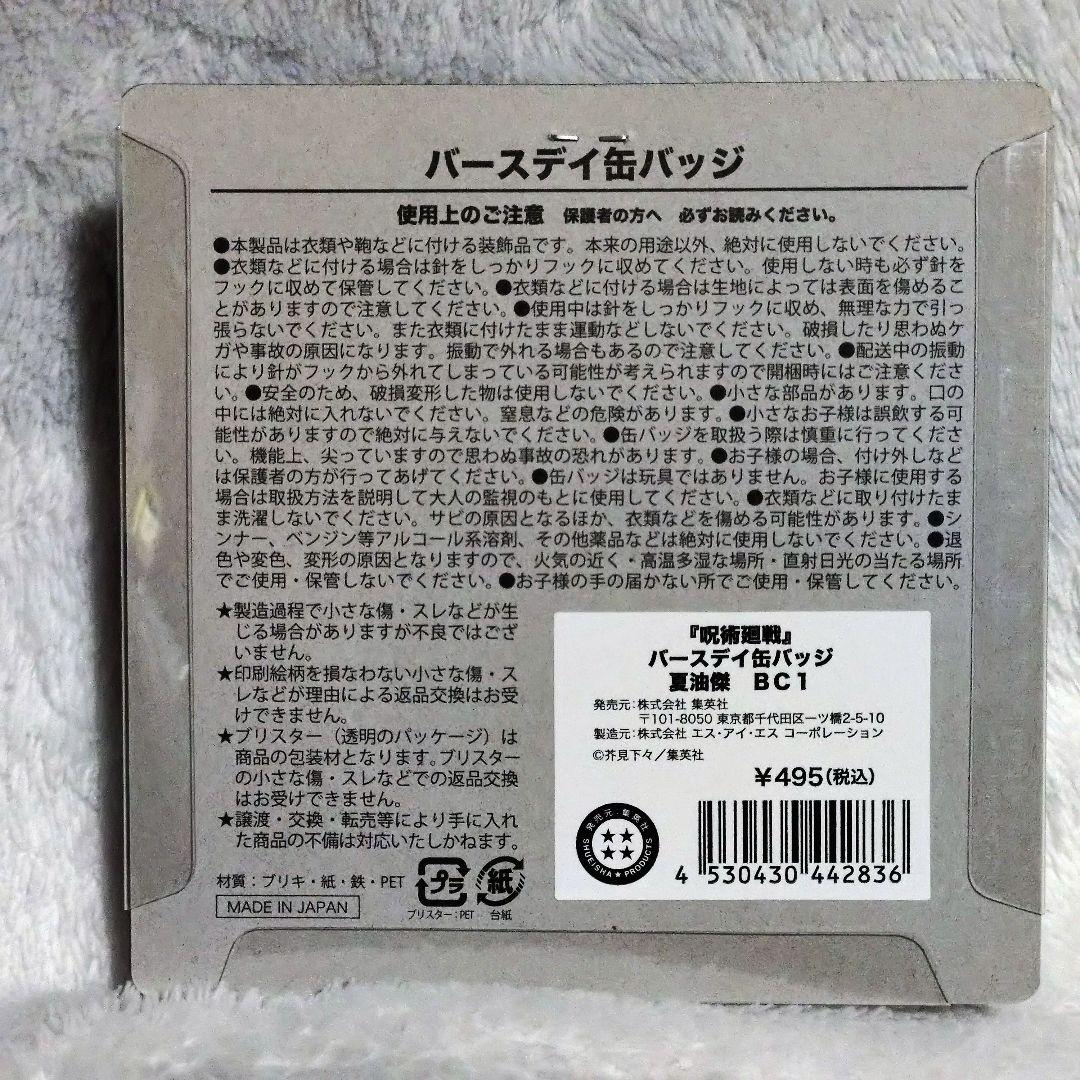 バースデイ缶バッジ
使用上のご注意 保護者の方へ 必ずお読みください。
●本製品は衣類や鞄などに付ける装飾品です。本来の用途以外、絶対に使用しないでください。
●衣類などに付ける場合は針をしっかりフックに収めてください。使用しない時も必ず針を
フックに収めて保管してください。●衣類などに付ける場合は生地によっては表面を傷めるこ
とがありますので注意してください。●使用中は針をしっかりフックに収め、無理な力で引っ
張らないでください。また衣類に付けたまま運動などしないでください。破損したり思わぬケ
ガや事故の原因になります。振動で外れる場合もあるので注意してください。●配送中の振動
により針がフックから外れてしまっている可能性が考えられますので開梱時にはご注意くださ
い。●安全のため、破損変形した物は使用しないでください。●小さな部品があります。口の
中には絶対に入れないでください。窒息などの危険があります。●小さなお子様は誤飲する可
能性がありますので絶対に与えないでください。●缶バッジを取扱う際は慎重に行ってくださ
い。機能上、尖っていますので思わぬ事故の恐れがあります。●お子様の場合、付け外しなど
は保護者の方が行ってあげてください。●缶バッジは玩具ではありません。お子様に使用する
場合は取扱方法を説明して大人の監視のもとに使用してください。●衣類などに取り付けたま
ま洗濯しないでください。サビの原因となるほか、衣類などを傷める可能性があります。●シ
ンナー、ベンジン等アルコール系溶剤、その他薬品などは絶対に使用しないでください。●退
色や変色、変形の原因となりますので、火気の近く・高温多湿な場所・直射日光の当たる場所
でご使用・保管しないでください。●お子様の手の届かない所でご使用・保管してください。
★製造過程で小さな傷・スレなどが生
じる場合がありますが不良ではござ
いません。
★印刷絵柄を損なわない小さな傷・ス
レなどが理由による返品交換はお受
けできません。
★ブリスター（透明のパッケージ）は
商品の包装材となります。ブリスター
の小さな傷・スレなどでの返品交換
はお受けできません。
★譲渡・交換・転売等により手に入れ
た商品の不備は対応いたしかねます。
材質：ブリキ・紙・鉄・PET
MADE IN JAPAN
プラ
紙
ブリスター：PET
台紙
『呪術廻戦』
バースデイ缶バッジ
夏油傑 BC1
発売元：株式会社 集英社
〒101-8050 東京都千代田区一ツ橋2-5-10
製造元：株式会社 エス・アイ・エス コーポレーション
©芥見下々／集英社
¥495（税込）
発売元：集英社
SHUEISHA★PRODUCTS
4 530430 442836